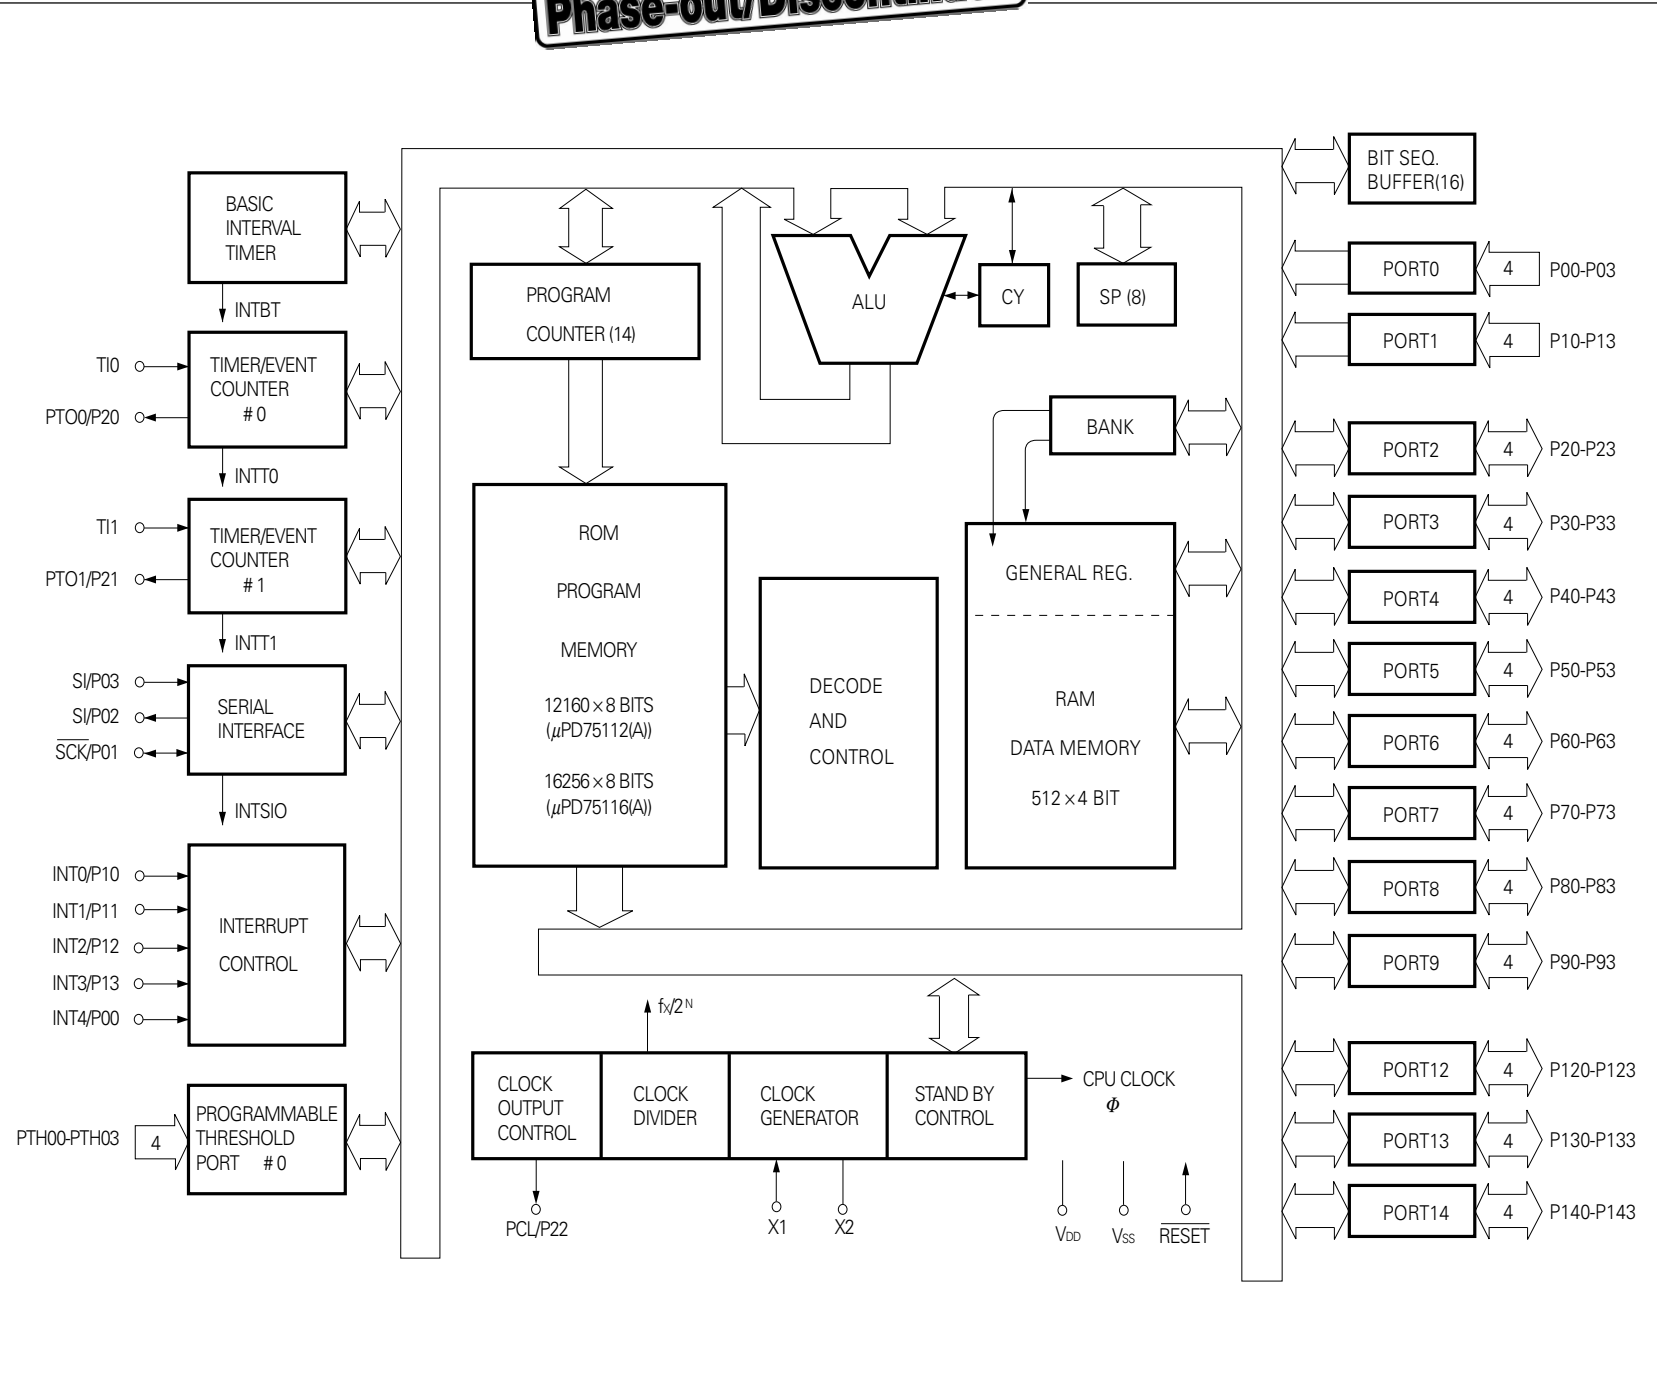 Phase-out/Discontinued
BASIC
INTERVAL
TIMER
INTBT
TI0
PTO0/P20
TIMER/EVENT
COUNTER
#0
INTT0
TI1
PTO1/P21
TIMER/EVENT
COUNTER
#1
INTT1
SI/P03
SI/P02
SCK/P01
SERIAL
INTERFACE
INTSIO
INT0/P10
INT1/P11
INT2/P12
INT3/P13
INT4/P00
INTERRUPT
CONTROL
PTH00-PTH03
4
PROGRAMMABLE
THRESHOLD
PORT #0
PROGRAM
COUNTER (14)
ALU
CY
SP (8)
BANK
ROM
PROGRAM
MEMORY
12160×8 BITS
(μPD75112(A))
16256×8 BITS
(μPD75116(A))
DECODE
AND
CONTROL
GENERAL REG.
RAM
DATA MEMORY
512×4 BIT
fx/2N
CLOCK
OUTPUT
CONTROL
CLOCK
DIVIDER
CLOCK
GENERATOR
STAND BY
CONTROL
CPU CLOCK
Φ
PCL/P22
X1
X2
VDD
VSS
RESET
BIT SEQ.
BUFFER(16)
PORT0
4
P00-P03
PORT1
4
P10-P13
PORT2
4
P20-P23
PORT3
4
P30-P33
PORT4
4
P40-P43
PORT5
4
P50-P53
PORT6
4
P60-P63
PORT7
4
P70-P73
PORT8
4
P80-P83
PORT9
4
P90-P93
PORT12
4
P120-P123
PORT13
4
P130-P133
PORT14
4
P140-P143